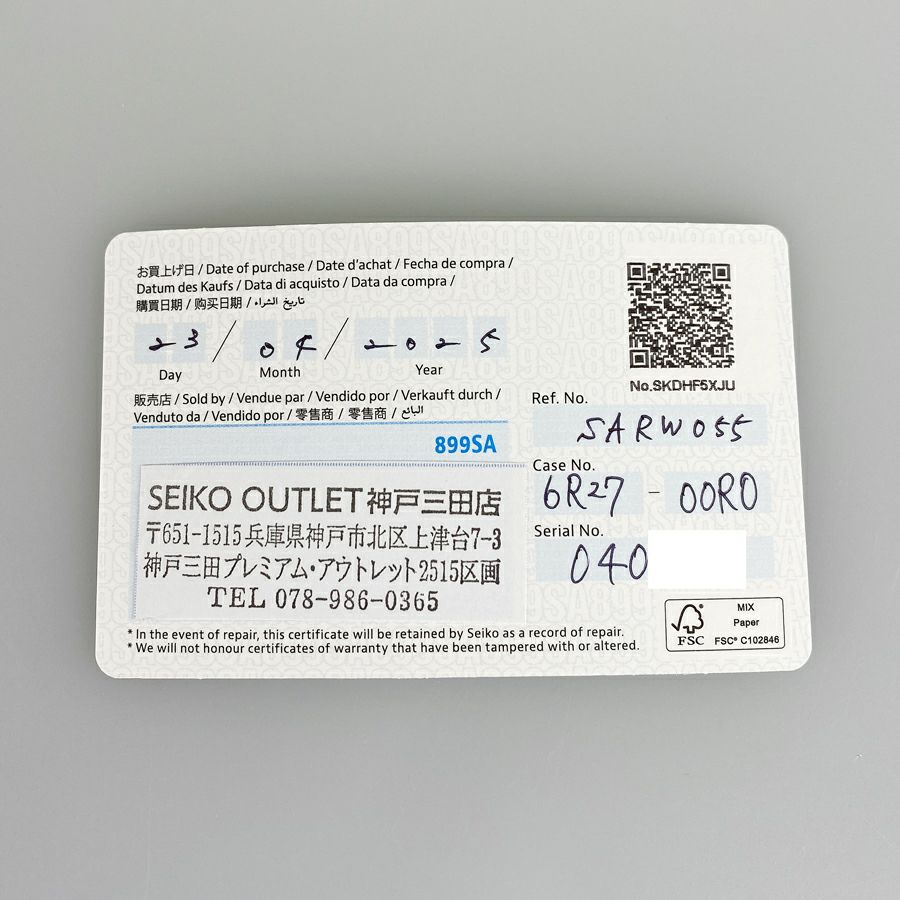 お買上げ日 / Date of purchase / Date d'achat / Fecha de compra /
Datum des Kaufs / Data di acquisto / Data da compra /
購買日期 / 购买日期 / تاريخ الشراء
23 / 04 / 2025
Day Month Year
販売店 / Sold by / Vendue par / Vendido por / Verkauft durch /
Venduto da / Vendido por / 零售商 / 零售商 / البائع
899SA
SEIKO OUTLET神戸三田店
〒651-1515兵庫県神戸市北区上津台7-3
神戸三田プレミアム・アウトレット2515区画
TEL 078-986-0365
* In the event of repair, this certificate will be retained by Seiko as a record of repair.
* We will not honour certificates of warranty that have been tampered with or altered.
No.SKDHF5XJU
Ref. No.
SARW055
Case No.
6R27 - 00R0
Serial No.
040
FSC
MIX
Paper
FSC® C102846